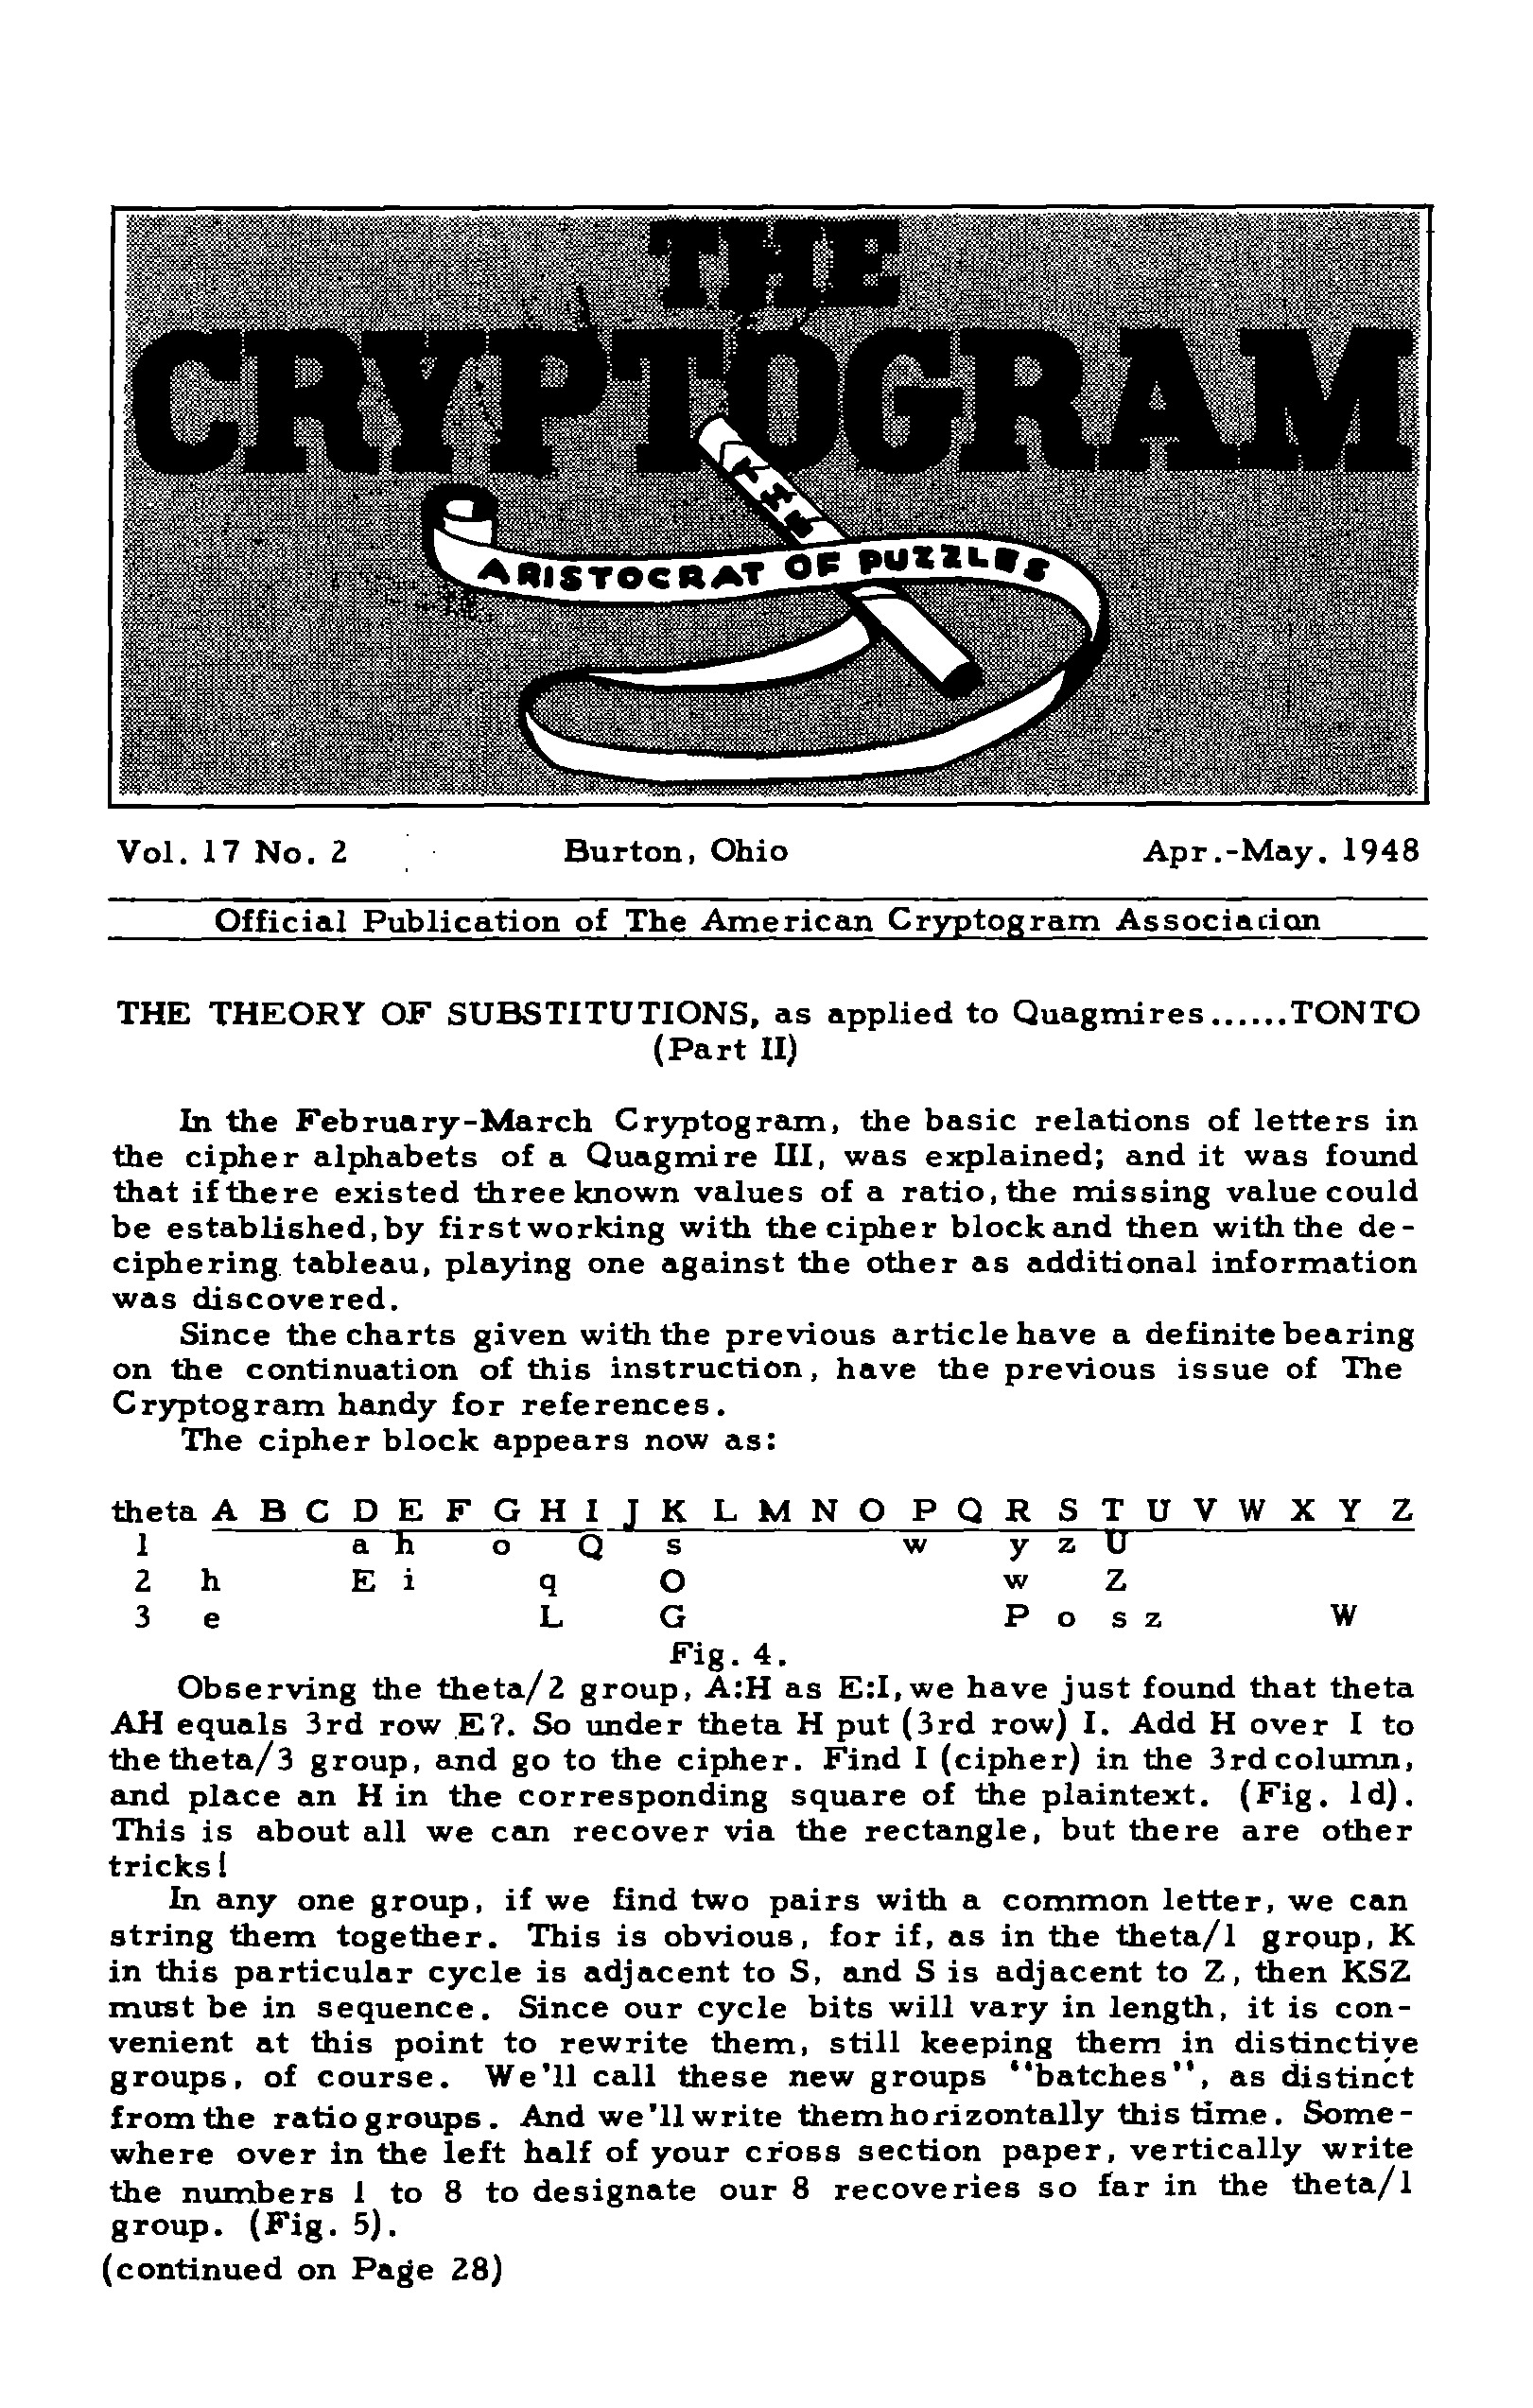 THE
CRYPTOGRAM
THE
ARISTOCRAT OF PUZZLES
Vol. 17 No. 2 Burton, Ohio Apr.-May. 1948
Official Publication of The American Cryptogram Association
THE THEORY OF SUBSTITUTIONS, as applied to Quagmires......TONTO
(Part II)
In the February-March Cryptogram, the basic relations of letters in
the cipher alphabets of a Quagmire III, was explained; and it was found
that if there existed three known values of a ratio, the missing value could
be established, by first working with the cipher block and then with the de-
ciphering tableau, playing one against the other as additional information
was discovered.
Since the charts given with the previous article have a definite bearing
on the continuation of this instruction, have the previous issue of The
Cryptogram handy for references.
The cipher block appears now as:
theta A B C D E F G H I J K L M N O P Q R S T U V W X Y Z
1 a h o Q s w y z U
2 h E i q O w Z
3 e L G P o s z W
Fig. 4.
Observing the theta/2 group, A:H as E:I, we have just found that theta
AH equals 3rd row E?. So under theta H put (3rd row) I. Add H over I to
the theta/3 group, and go to the cipher. Find I (cipher) in the 3rd column,
and place an H in the corresponding square of the plaintext. (Fig. 1d).
This is about all we can recover via the rectangle, but there are other
tricks!
In any one group, if we find two pairs with a common letter, we can
string them together. This is obvious, for if, as in the theta/1 group, K
in this particular cycle is adjacent to S, and S is adjacent to Z, then KSZ
must be in sequence. Since our cycle bits will vary in length, it is con-
venient at this point to rewrite them, still keeping them in distinctive
groups, of course. We'll call these new groups "batches", as distinct
from the ratio groups. And we'll write them horizontally this time. Some-
where over in the left half of your cross section paper, vertically write
the numbers 1 to 8 to designate our 8 recoveries so far in the theta/1
group. (Fig. 5).
(continued on Page 28)